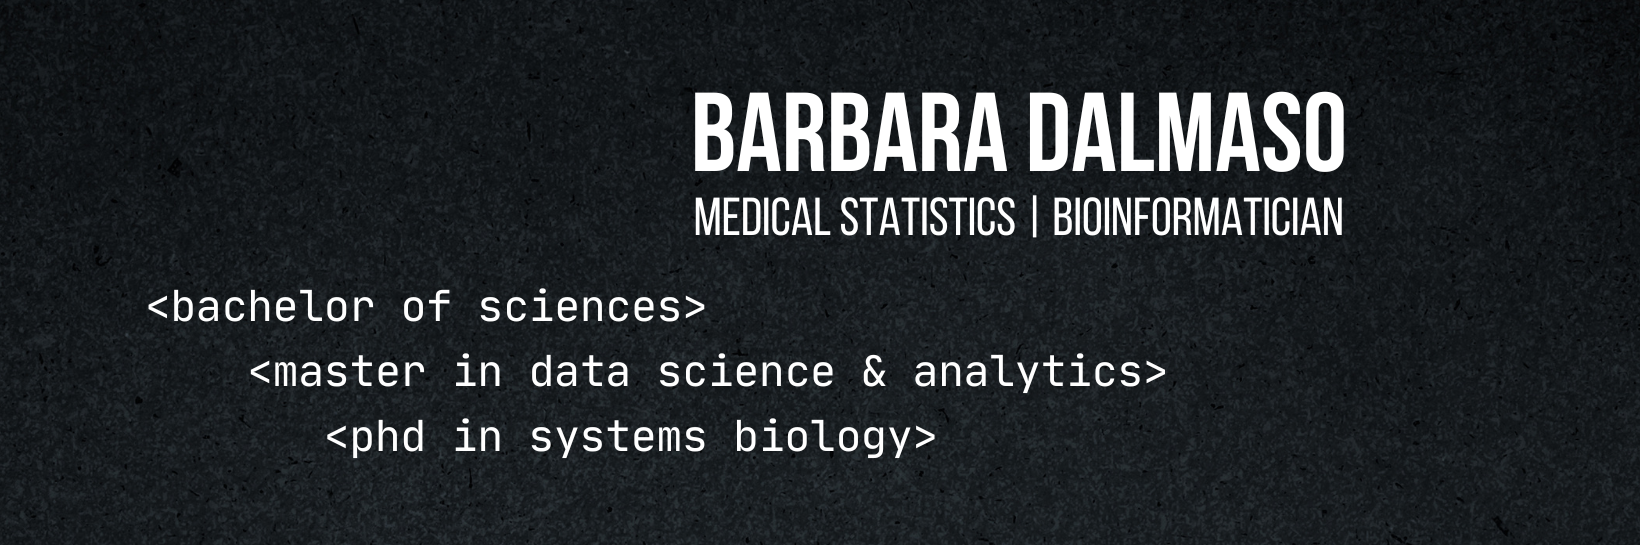 BARBARA DALMASO
MEDICAL STATISTICS | BIOINFORMATICIAN
<bachelor of sciences>
<master in data science & analytics>
<phd in systems biology>